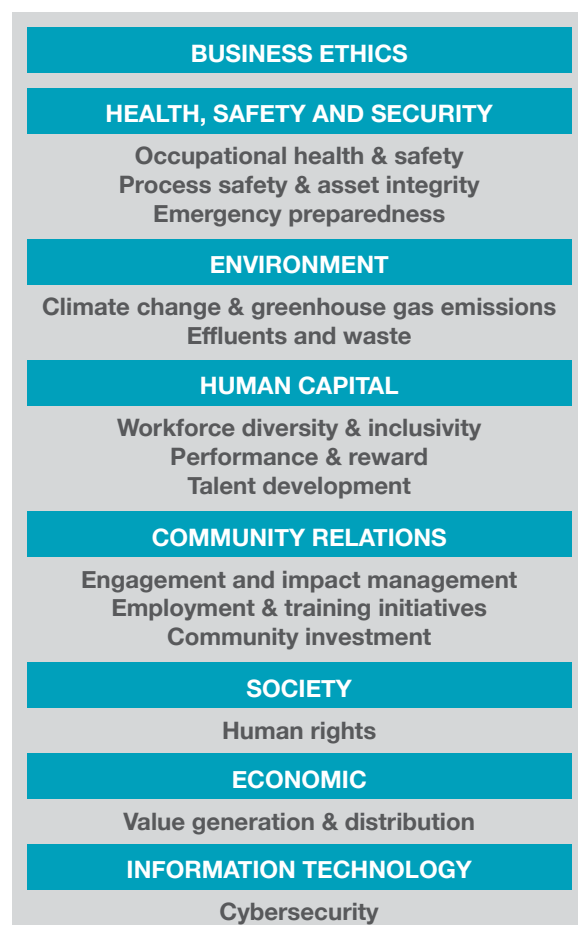 BUSINESS ETHICS
HEALTH, SAFETY AND SECURITY
Occupational health & safety
Process safety & asset integrity
Emergency preparedness
ENVIRONMENT
Climate change & greenhouse gas emissions
Effluents and waste
HUMAN CAPITAL
Workforce diversity & inclusivity
Performance & reward
Talent development
COMMUNITY RELATIONS
Engagement and impact management
Employment & training initiatives
Community investment
SOCIETY
Human rights
ECONOMIC
Value generation & distribution
INFORMATION TECHNOLOGY
Cybersecurity